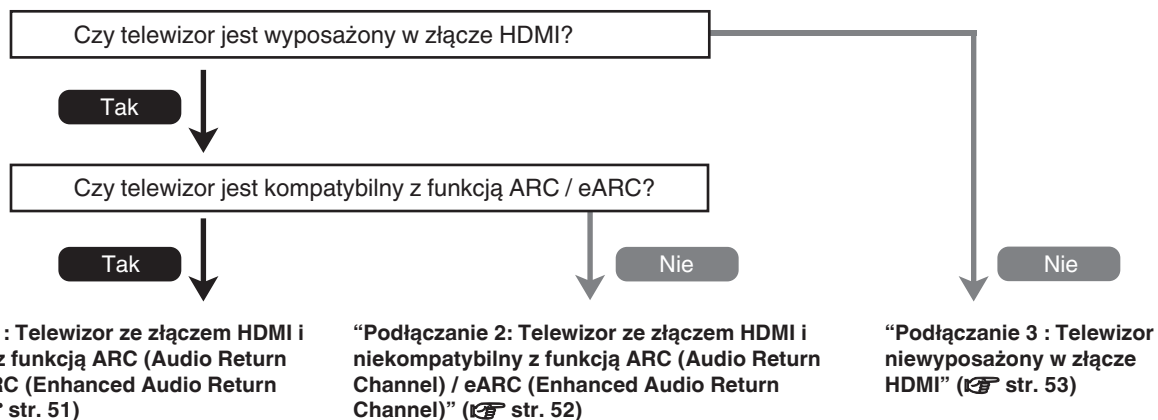 Czy telewizor jest wyposażony w złącze HDMI?
Tak
Czy telewizor jest kompatybilny z funkcją ARC / eARC?
Tak
Nie
Nie
: Telewizor ze złączem HDMI i
z funkcją ARC (Audio Return
RC (Enhanced Audio Return
str. 51)
“Podłączanie 2: Telewizor ze złączem HDMI i
niekompatybilny z funkcją ARC (Audio Return
Channel) / eARC (Enhanced Audio Return
Channel)” (☞ str. 52)
“Podłączanie 3 : Telewizor
niewyposażony w złącze
HDMI” (☞ str. 53)